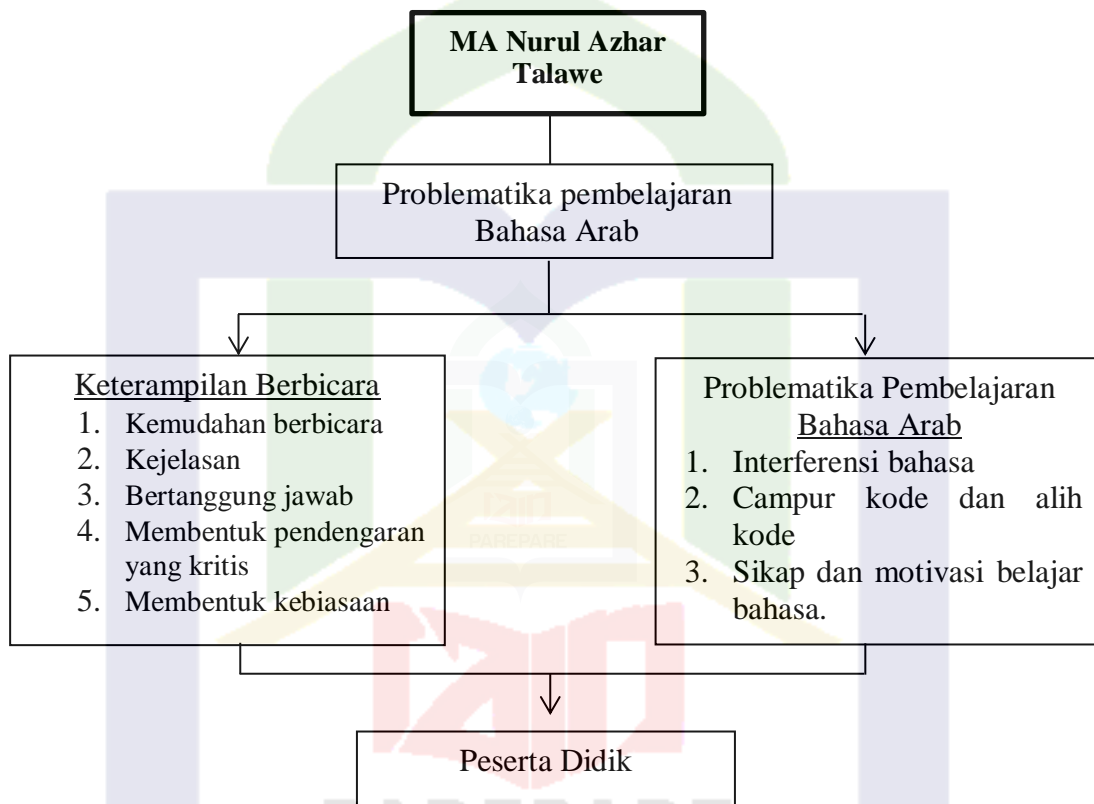 MA Nurul Azhar
Talawe
Problematika pembelajaran
Bahasa Arab
Keterampilan Berbicara
1. Kemudahan berbicara
2. Kejelasan
3. Bertanggung jawab
4. Membentuk pendengaran
yang kritis
5. Membentuk kebiasaan
Problematika Pembelajaran
Bahasa Arab
1. Interferensi bahasa
2. Campur kode dan alih
kode
3. Sikap dan motivasi belajar
bahasa.
PAREPARE
Peserta Didik
PAREPARE